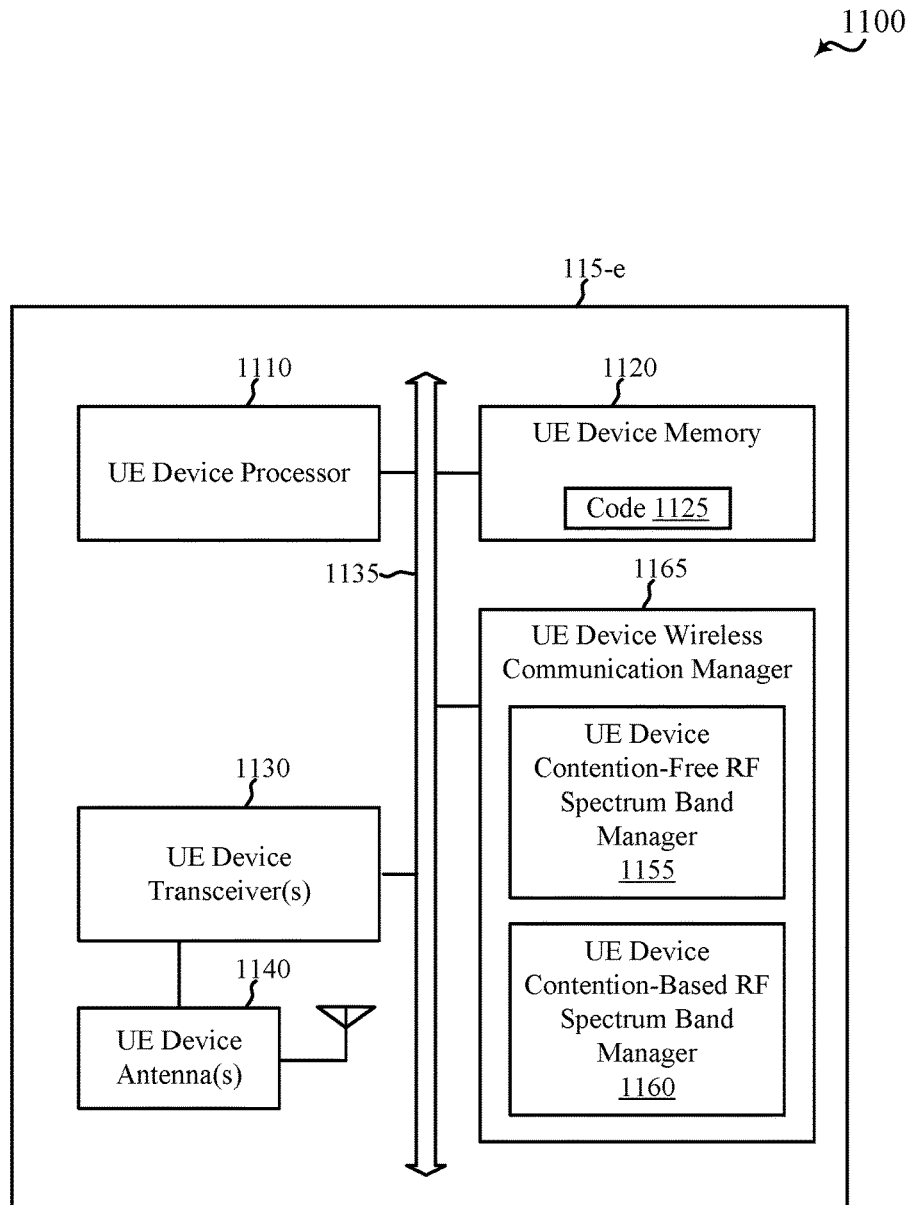 1100
115-e
1110
1120
UE Device Processor
UE Device Memory
Code 1125
1135
1165
UE Device Wireless
Communication Manager
UE Device
Contention-Free RF
Spectrum Band
Manager
1155
1130
UE Device
Transceiver(s)
1140
UE Device
Antenna(s)
UE Device
Contention-Based RF
Spectrum Band
Manager
1160